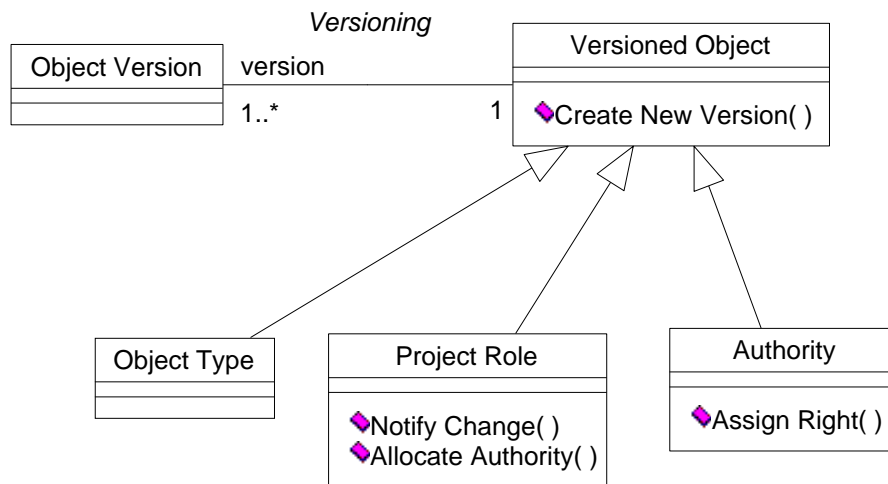 Versioning
Versioned Object
Object Version
version
1..*
1
Create New Version( )
Object Type
Project Role
Authority
Notify Change( )
Allocate Authority( )
Assign Right( )